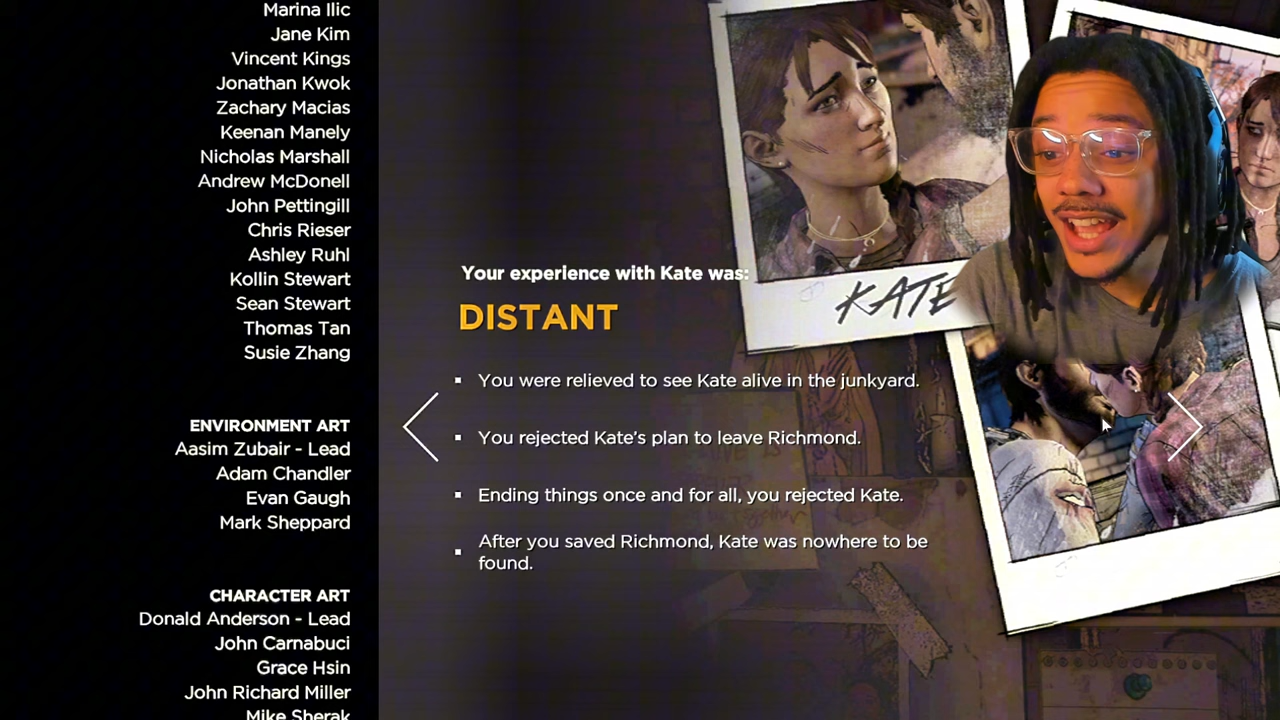 Marina Ilic
Jane Kim
Vincent Kings
Jonathan Kwok
Zachary Macias
Keenan Manely
Nicholas Marshall
Andrew McDonell
John Pettingill
Chris Rieser
Ashley Ruhl
Kollin Stewart
Sean Stewart
Thomas Tan
Susie Zhang
ENVIRONMENT ART
Aasim Zubair - Lead
Adam Chandler
Evan Gaugh
Mark Sheppard
CHARACTER ART
Donald Anderson - Lead
John Carnabuci
Grace Hsin
John Richard Miller
Mike Sherak
Your experience with Kate was:
DISTANT
▪ You were relieved to see Kate alive in the junkyard.
▪ You rejected Kate's plan to leave Richmond.
▪ Ending things once and for all, you rejected Kate.
▪ After you saved Richmond, Kate was nowhere to be
found.
KATE